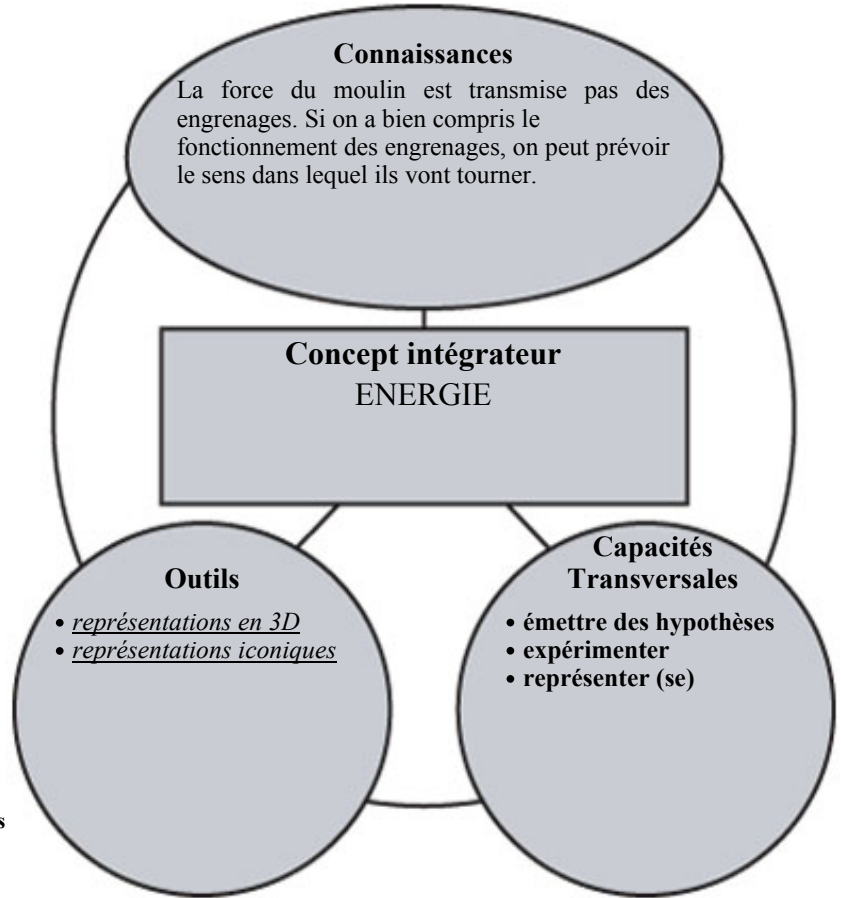 Connaissances
La force du moulin est transmise pas des
engrenages. Si on a bien compris le
fonctionnement des engrenages, on peut prévoir
le sens dans lequel ils vont tourner.
Concept intégrateur
ENERGIE
Outils
• représentations en 3D
• représentations iconiques
Capacités
Transversales
• émettre des hypothèses
• expérimenter
• représenter (se)
s